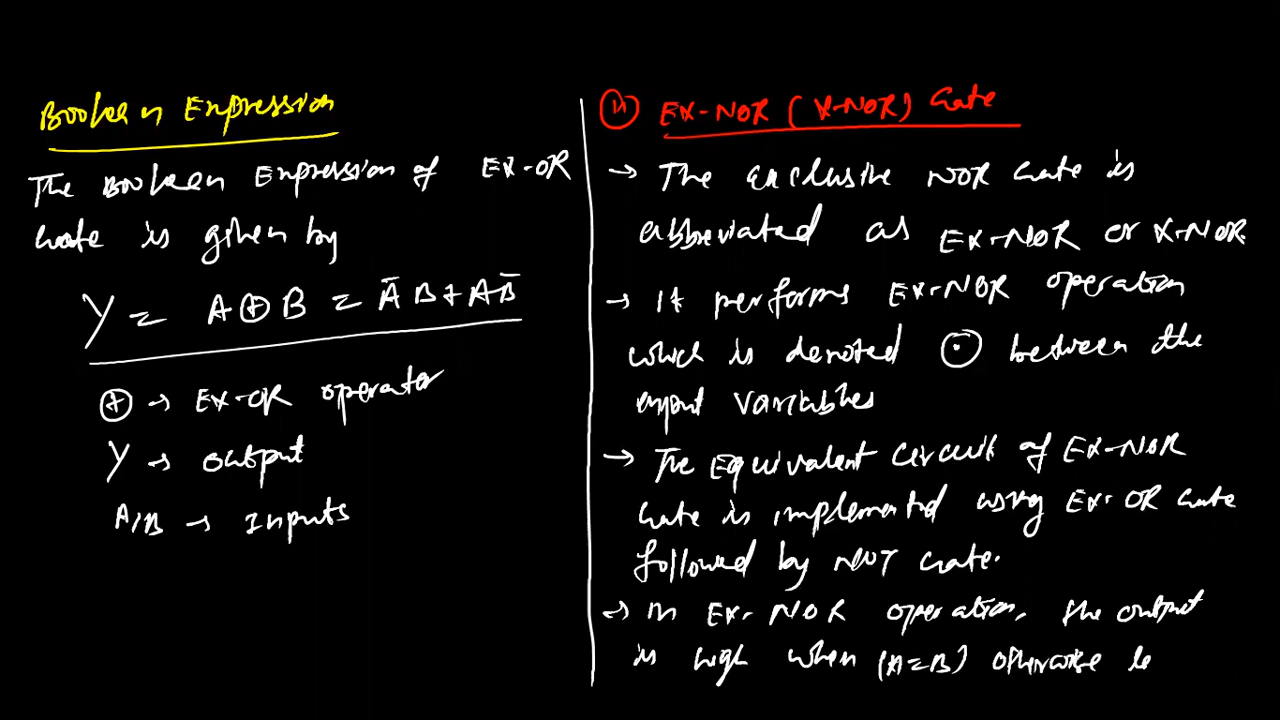 Boolean Expression
The Boolean Expression of EX-OR
Gate is given by
Y = A ⊕ B = A̅ B + A B̅
⊕ → EX-OR operator
Y → output
A/B → Inputs
EX-NOR (X-NOR) Gate
→ The exclusive NOR Gate is
abbreviated as EX-NOR or X-NOR.
→ It performs EX-NOR operation
which is denoted ⊙ between the
input variables
→ The Equivalent circuit of EX-NOR
Gate is implemented using EX-OR Gate
followed by NOT Gate.
→ In EX-NOR operation, the output
is high when (A=B) otherwise